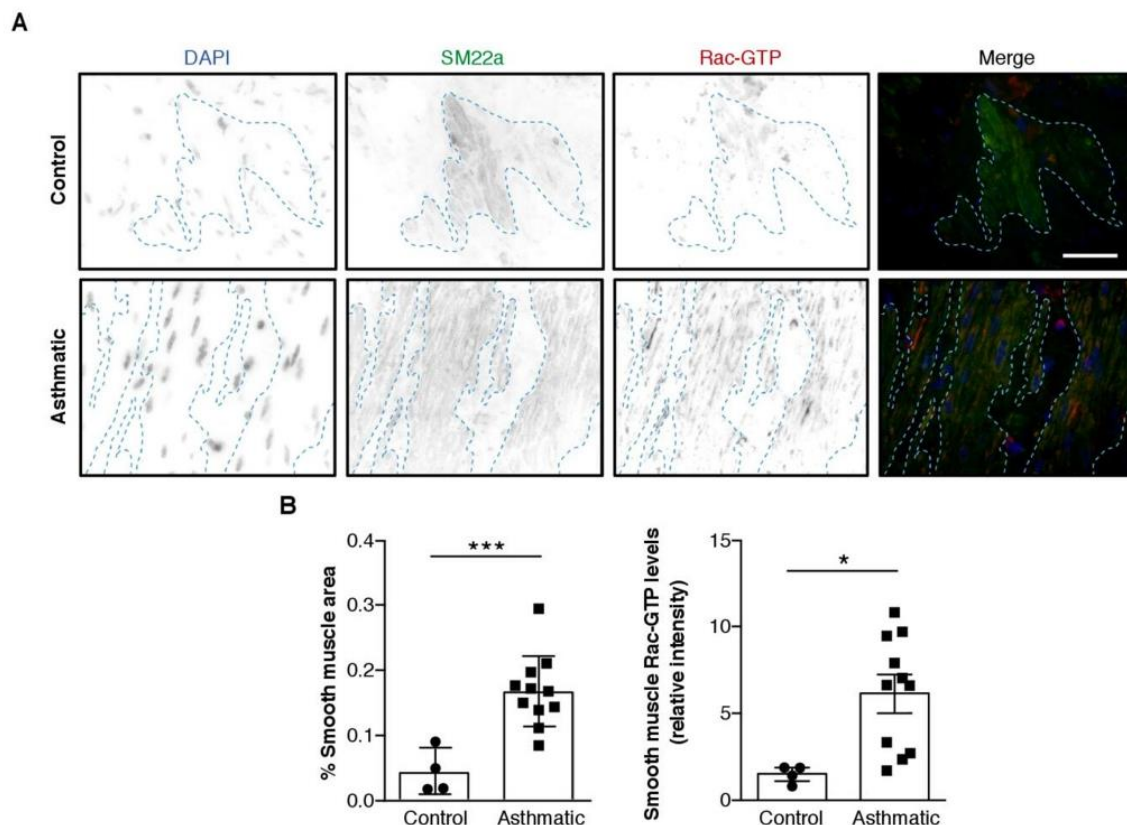 A
DAPI SM22a Rac-GTP Merge
Control
Asthmatic
B
% Smooth muscle area
0.4
0.3
0.2
0.1
0.0
***
Control Asthmatic
Smooth muscle Rac-GTP levels
(relative intensity)
15
10
5
0
*
Control Asthmatic